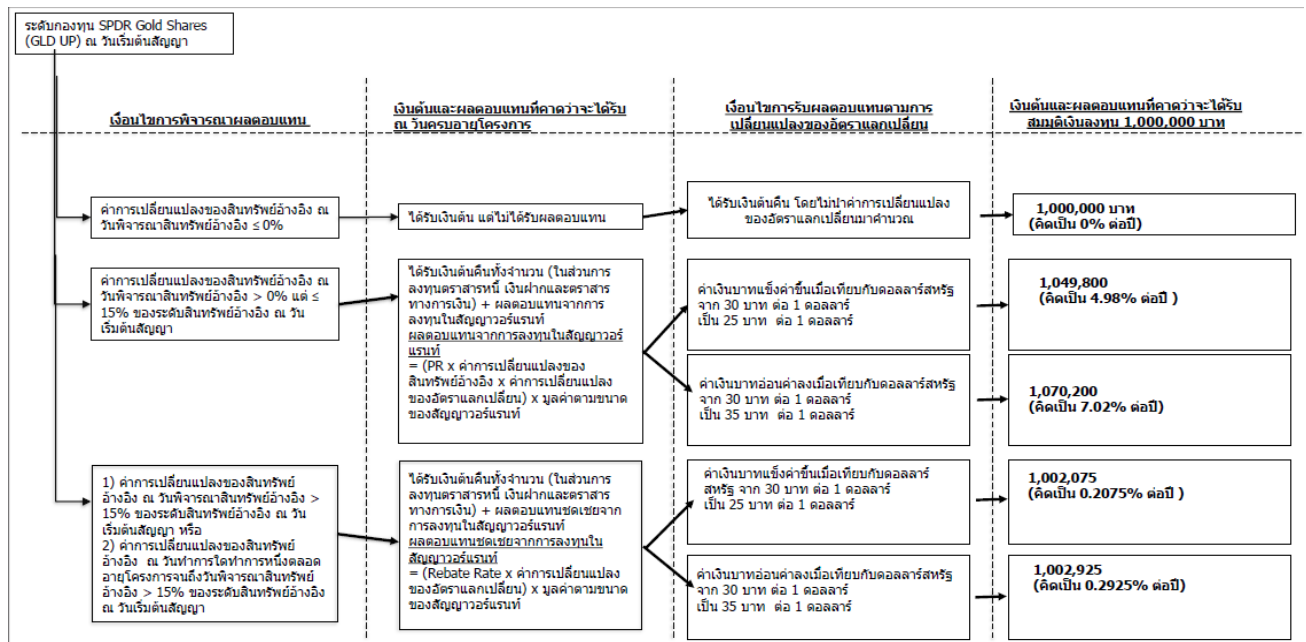 ระดับกองทุน SPDR Gold Shares
(GLD UP) ณ วันเริ่มต้นสัญญา
เงื่อนไขการพิจารณาผลตอบแทน
เงินต้นและผลตอบแทนที่คาดว่าจะได้รับ
ณ วันครบอายุโครงการ
เงื่อนไขการรับผลตอบแทนตามการ
เปลี่ยนแปลงของอัตราแลกเปลี่ยน
เงินต้นและผลตอบแทนที่คาดว่าจะได้รับ
สมมุติเงินลงทุน 1,000,000 บาท
ค่าการเปลี่ยนแปลงของสินทรัพย์อ้างอิง ณ
วันพิจารณาสินทรัพย์อ้างอิง ≤ 0%
ได้รับเงินต้น แต่ไม่ได้รับผลตอบแทน
ได้รับเงินต้นคืน โดยไม่นำค่าการเปลี่ยนแปลง
ของอัตราแลกเปลี่ยนมาคำนวณ
1,000,000 บาท
(คิดเป็น 0% ต่อปี)
ค่าการเปลี่ยนแปลงของสินทรัพย์อ้างอิง ณ
วันพิจารณาสินทรัพย์อ้างอิง > 0% แต่ ≤
15% ของระดับสินทรัพย์อ้างอิง ณ วัน
เริ่มต้นสัญญา
ได้รับเงินต้นคืนทั้งจำนวน (ในส่วนการ
ลงทุนตราสารหนี้ เงินฝากและตราสาร
ทางการเงิน) + ผลตอบแทนจากการ
ลงทุนในสัญญาวอร์แรนท์
ผลตอบแทนจากการลงทุนในสัญญาวอร์
แรนท์
= (PR x ค่าการเปลี่ยนแปลงของ
สินทรัพย์อ้างอิง x ค่าการเปลี่ยนแปลง
ของอัตราแลกเปลี่ยน) x มูลค่าตามขนาด
ของสัญญาวอร์แรนท์
ค่าเงินบาทแข็งค่าขึ้นเมื่อเทียบกับดอลลาร์สหรัฐ
จาก 30 บาท ต่อ 1 ดอลลาร์
เป็น 25 บาท ต่อ 1 ดอลลาร์
1,049,800
(คิดเป็น 4.98% ต่อปี )
ค่าเงินบาทอ่อนค่าลงเมื่อเทียบกับดอลลาร์สหรัฐ
จาก 30 บาท ต่อ 1 ดอลลาร์
เป็น 35 บาท ต่อ 1 ดอลลาร์
1,070,200
(คิดเป็น 7.02% ต่อปี)
1) ค่าการเปลี่ยนแปลงของสินทรัพย์
อ้างอิง ณ วันพิจารณาสินทรัพย์อ้างอิง >
15% ของระดับสินทรัพย์อ้างอิง ณ วัน
เริ่มต้นสัญญา หรือ
2) ค่าการเปลี่ยนแปลงของสินทรัพย์
อ้างอิง ณ วันทำการใดทำการหนึ่งตลอด
อายุโครงการจนถึงวันพิจารณาสินทรัพย์
อ้างอิง > 15% ของระดับสินทรัพย์อ้างอิง
ณ วันเริ่มต้นสัญญา
ได้รับเงินต้นคืนทั้งจำนวน (ในส่วนการ
ลงทุนตราสารหนี้ เงินฝากและตราสาร
ทางการเงิน) + ผลตอบแทนชดเชยจาก
การลงทุนในสัญญาวอร์แรนท์
ผลตอบแทนชดเชยจากการลงทุนใน
สัญญาวอร์แรนท์
= (Rebate Rate x ค่าการเปลี่ยนแปลง
ของอัตราแลกเปลี่ยน) x มูลค่าตามขนาด
ของสัญญาวอร์แรนท์
ค่าเงินบาทแข็งค่าขึ้นเมื่อเทียบกับดอลลาร์
สหรัฐ จาก 30 บาท ต่อ 1 ดอลลาร์
เป็น 25 บาท ต่อ 1 ดอลลาร์
1,002,075
(คิดเป็น 0.2075% ต่อปี )
ค่าเงินบาทอ่อนค่าลงเมื่อเทียบกับดอลลาร์สหรัฐ
จาก 30 บาท ต่อ 1 ดอลลาร์
เป็น 35 บาท ต่อ 1 ดอลลาร์
1,002,925
(คิดเป็น 0.2925% ต่อปี)